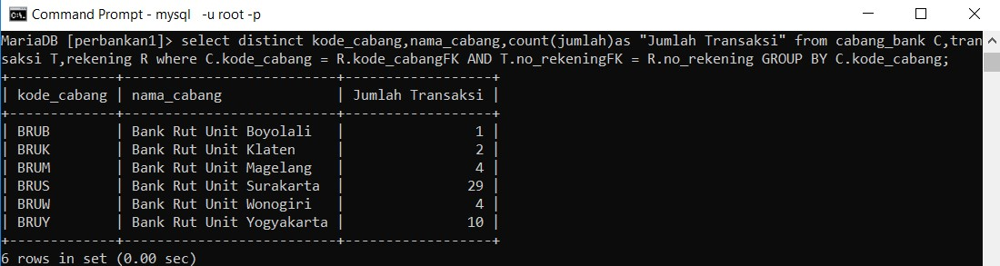 Command Prompt - mysql  -u root -p
MariaDB [perbankan1]> select distinct kode_cabang,nama_cabang,count(jumlah)as "Jumlah Transaksi" from cabang_bank C,tran
saksi T,rekening R where C.kode_cabang = R.kode_cabangFK AND T.no_rekeningFK = R.no_rekening GROUP BY C.kode_cabang;
+-------------+--------------------------+------------------+
| kode_cabang | nama_cabang              | Jumlah Transaksi |
+-------------+--------------------------+------------------+
| BRUB        | Bank Rut Unit Boyolali   |                1 |
| BRUK        | Bank Rut Unit Klaten     |                2 |
| BRUM        | Bank Rut Unit Magelang   |                4 |
| BRUS        | Bank Rut Unit Surakarta  |               29 |
| BRUW        | Bank Rut Unit Wonogiri   |                4 |
| BRUY        | Bank Rut Unit Yogyakarta |               10 |
+-------------+--------------------------+------------------+
6 rows in set (0.00 sec)